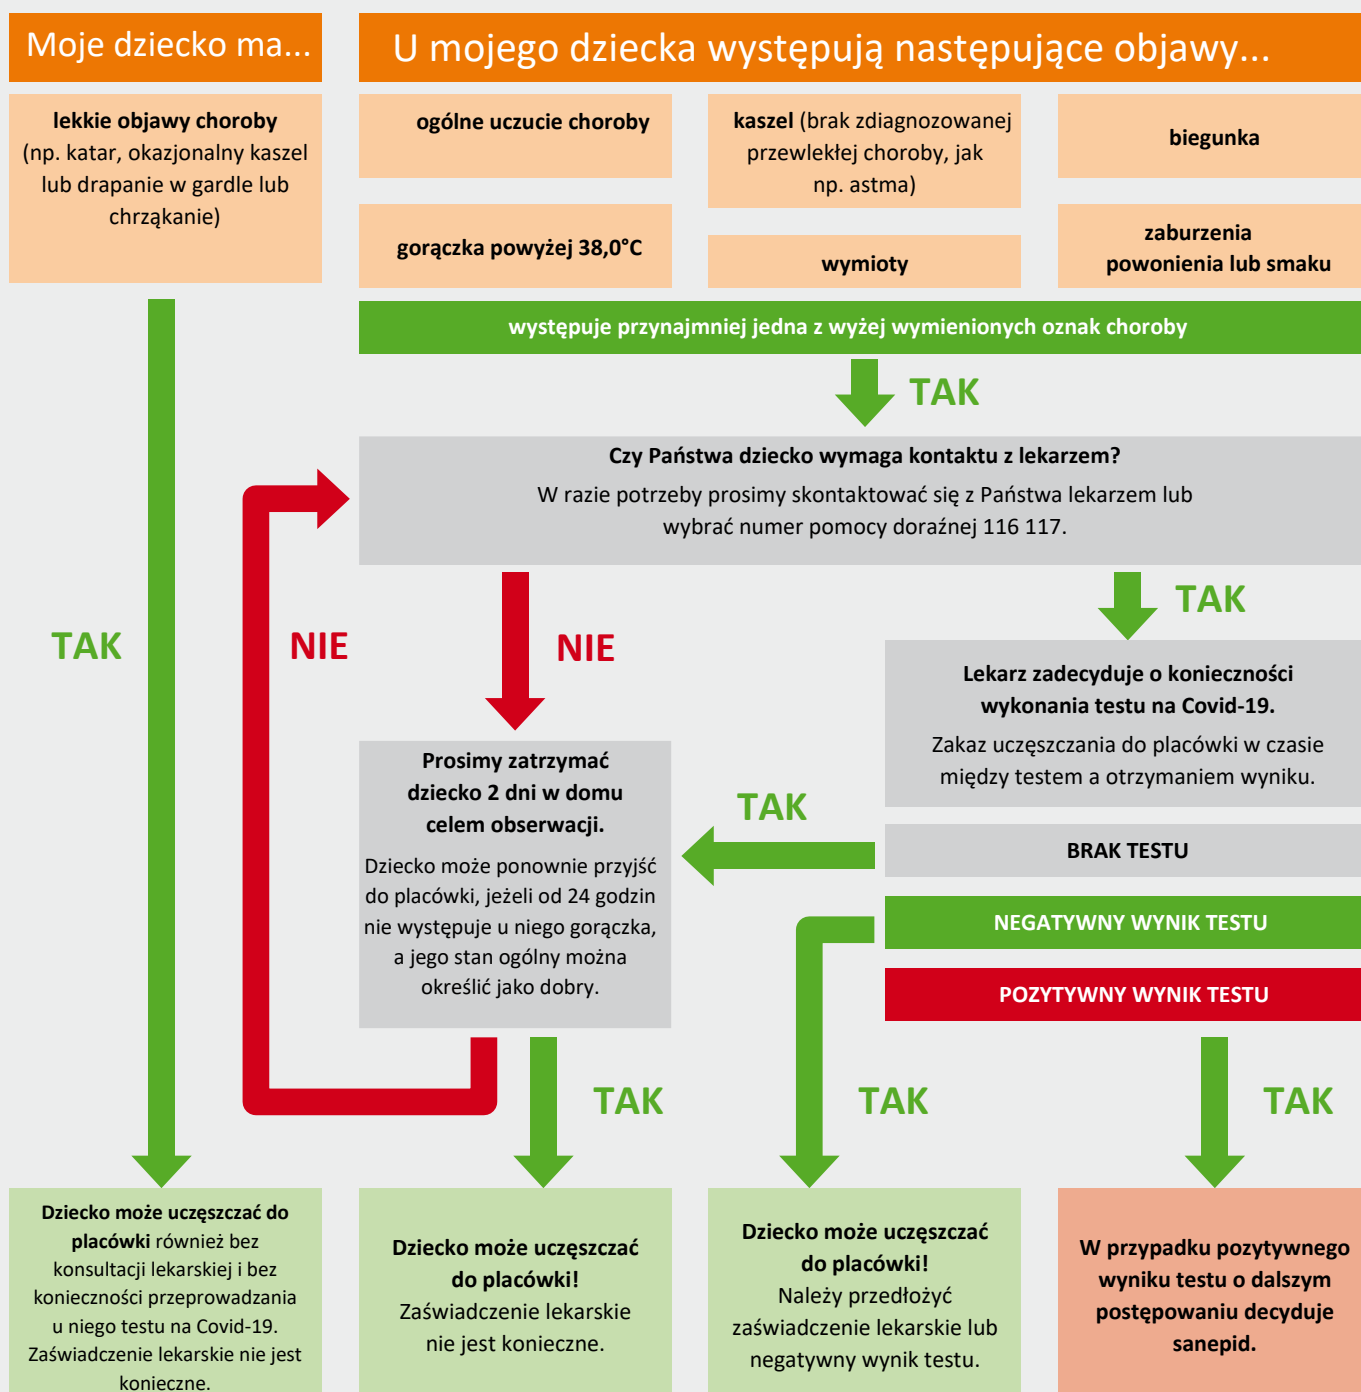 Moje dziecko ma...
lekkie objawy choroby
(np. katar, okazjonalny kaszel
lub drapanie w gardle lub
chrząkanie)
U mojego dziecka występują następujące objawy...
ogólne uczucie choroby
kaszel (brak zdiagnozowanej
przewlekłej choroby, jak
np. astma)
biegunka
gorączka powyżej 38,0°C
wymioty
zaburzenia
powonienia lub smaku
występuje przynajmniej jedna z wyżej wymienionych oznak choroby
TAK
Czy Państwa dziecko wymaga kontaktu z lekarzem?
W razie potrzeby prosimy skontaktować się z Państwa lekarzem lub
wybrać numer pomocy doraźnej 116 117.
TAK
NIE
NIE
TAK
Lekarz zadecyduje o konieczności
wykonania testu na Covid-19.
Zakaz uczęszczania do placówki w czasie
między testem a otrzymaniem wyniku.
Prosimy zatrzymać
dziecko 2 dni w domu
celem obserwacji.
Dziecko może ponownie przyjść
do placówki, jeżeli od 24 godzin
nie występuje u niego gorączka,
a jego stan ogólny można
określić jako dobry.
TAK
BRAK TESTU
NEGATYWNY WYNIK TESTU
POZYTYWNY WYNIK TESTU
TAK
TAK
TAK
Dziecko może uczęszczać do
placówki również bez
konsultacji lekarskiej i bez
konieczności przeprowadzania
u niego testu na Covid-19.
Zaświadczenie lekarskie nie jest
konieczne.
Dziecko może uczęszczać
do placówki!
Zaświadczenie lekarskie
nie jest konieczne.
Dziecko może uczęszczać
do placówki!
Należy przedłożyć
zaświadczenie lekarskie lub
negatywny wynik testu.
W przypadku pozytywnego
wyniku testu o dalszym
postępowaniu decyduje
sanepid.